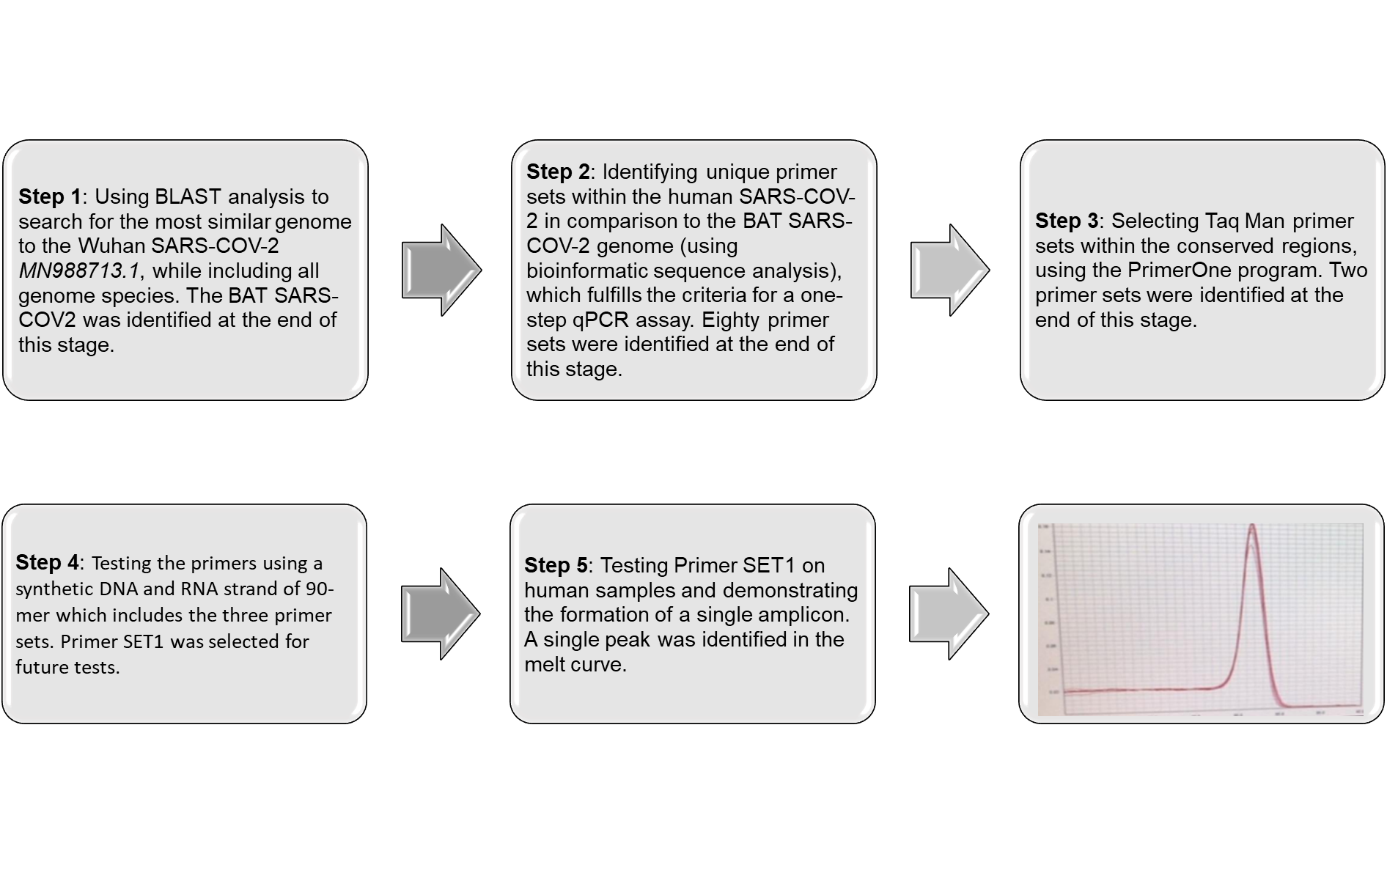 Step 1: Using BLAST analysis to
search for the most similar genome
to the Wuhan SARS-COV-2
MN988713.1, while including all
genome species. The BAT SARS-
COV2 was identified at the end of
this stage.
Step 2: Identifying unique primer
sets within the human SARS-COV-
2 in comparison to the BAT SARS-
COV-2 genome (using
bioinformatic sequence analysis),
which fulfills the criteria for a one-
step qPCR assay. Eighty primer
sets were identified at the end of
this stage.
Step 3: Selecting Taq Man primer
sets within the conserved regions,
using the PrimerOne program. Two
primer sets were identified at the
end of this stage.
Step 4: Testing the primers using a
synthetic DNA and RNA strand of 90-
mer which includes the three primer
sets. Primer SET1 was selected for
future tests.
Step 5: Testing Primer SET1 on
human samples and demonstrating
the formation of a single amplicon.
A single peak was identified in the
melt curve.